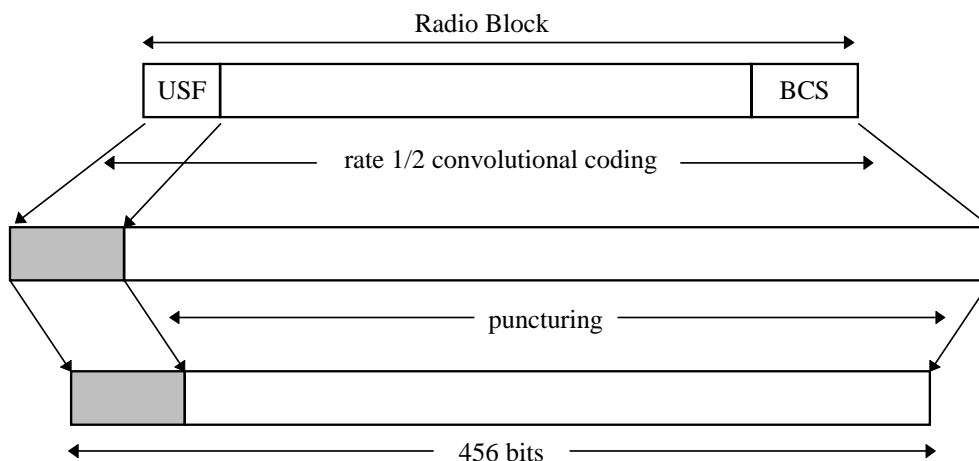 Radio Block
USF BCS
rate 1/2 convolutional coding
puncturing
456 bits